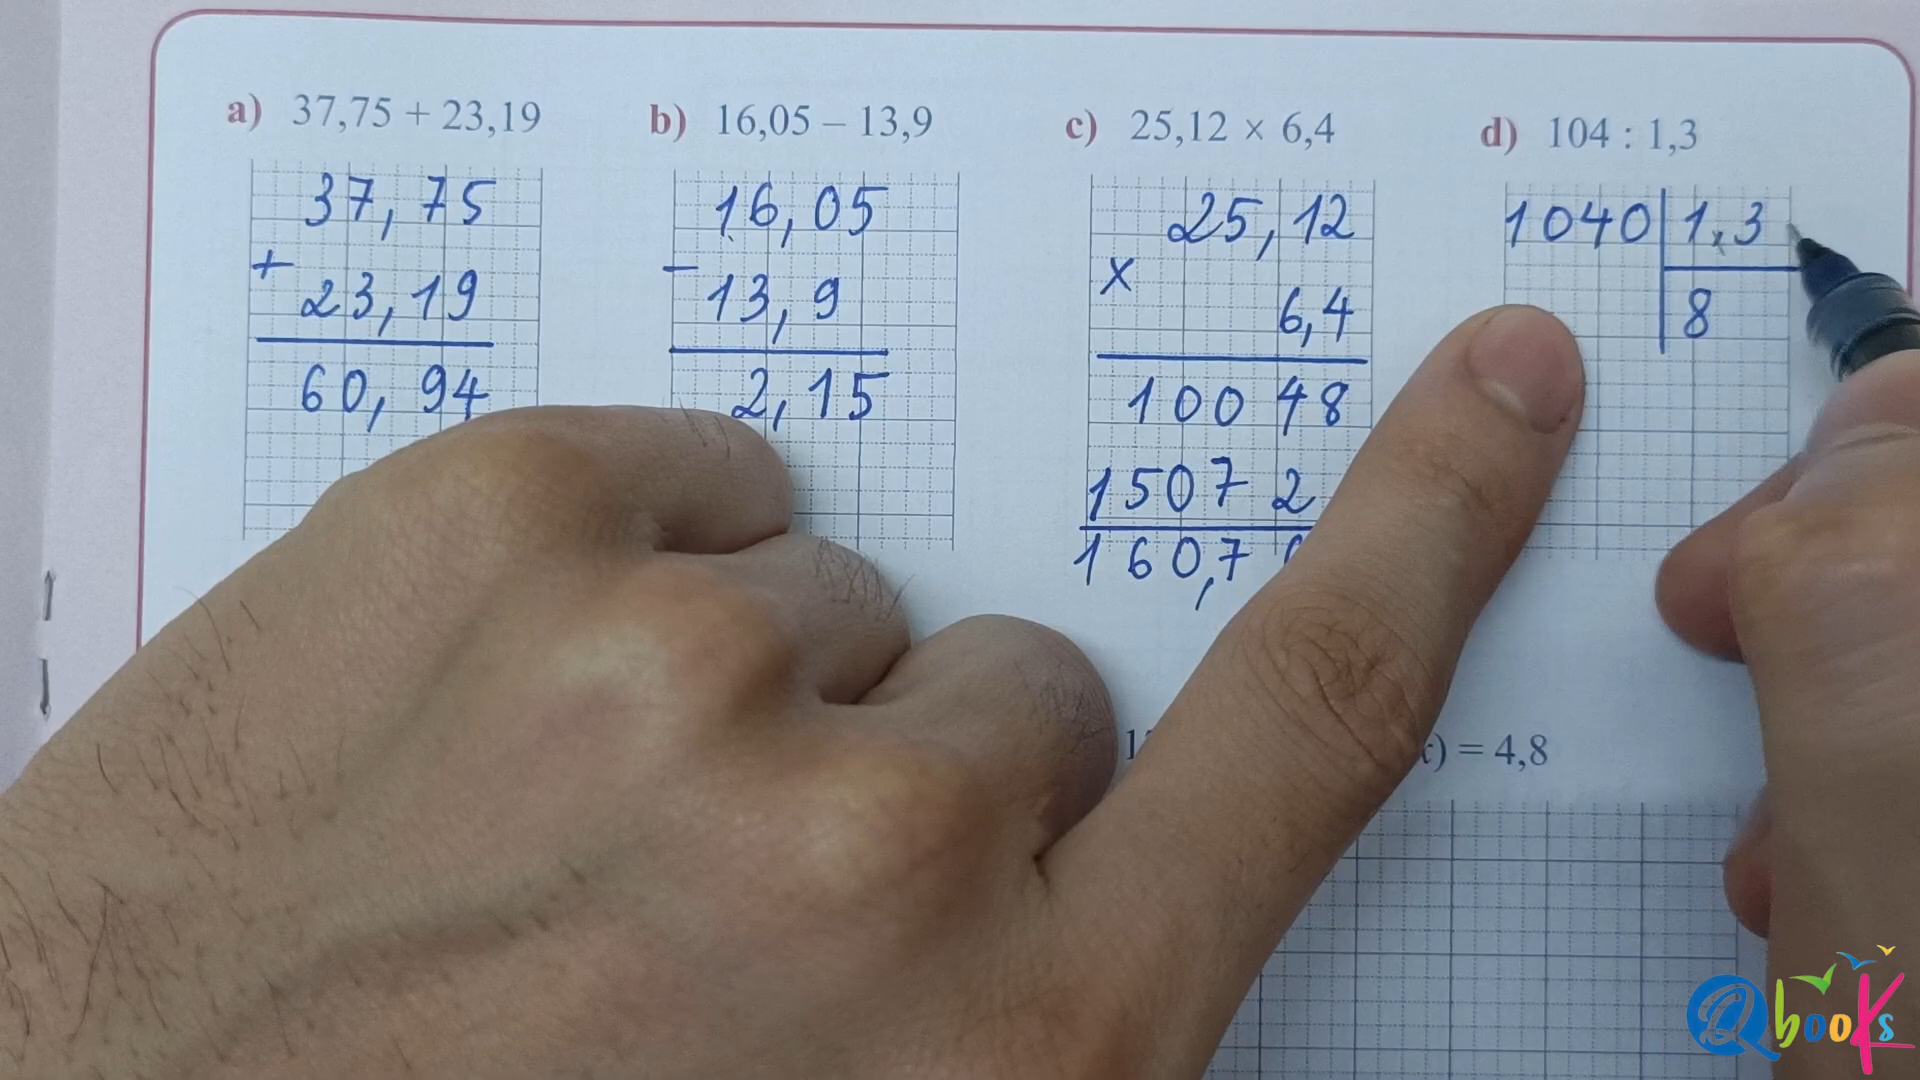 a) 37,75 + 23,19
37,75
+
23,19
60,94
b) 16,05 – 13,9
16,05
–
13,9
2,15
c) 25,12 × 6,4
25,12
×
6,4
10048
15072
160,7
d) 104 : 1,3
1040 1,3
8
) = 4,8
Qbooks